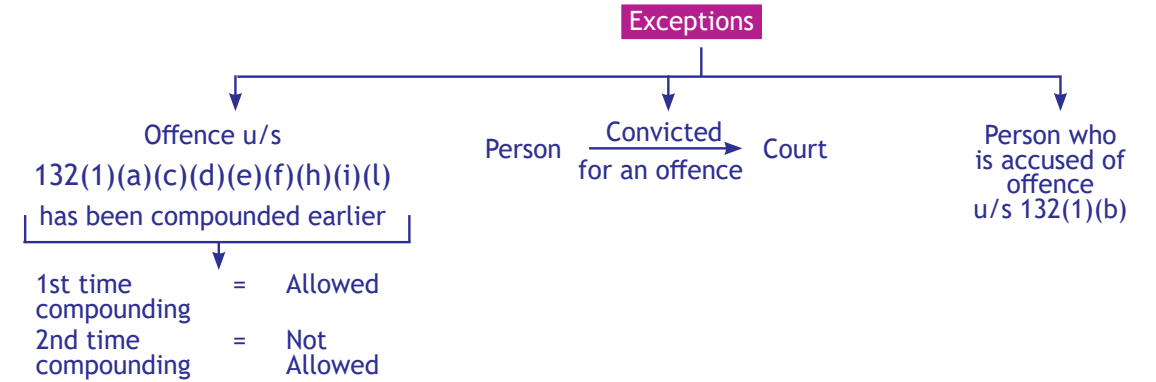 Exceptions
Offence u/s
132(1)(a)(c)(d)(e)(f)(h)(i)(l)
has been compounded earlier
1st time = Allowed
compounding
2nd time = Not
compounding Allowed
Person Convicted Court
for an offence
Person who
is accused of
offence
u/s 132(1)(b)